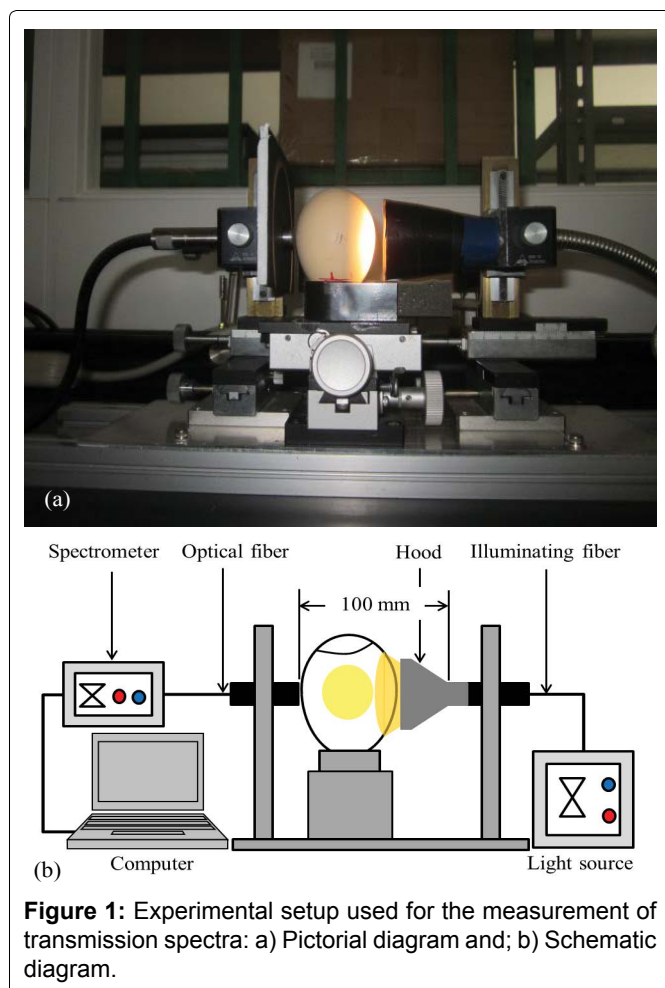 (a)
Spectrometer Optical fiber Hood Illuminating fiber
100 mm
Computer Light source
(b)
Figure 1: Experimental setup used for the measurement of
transmission spectra: a) Pictorial diagram and; b) Schematic
diagram.